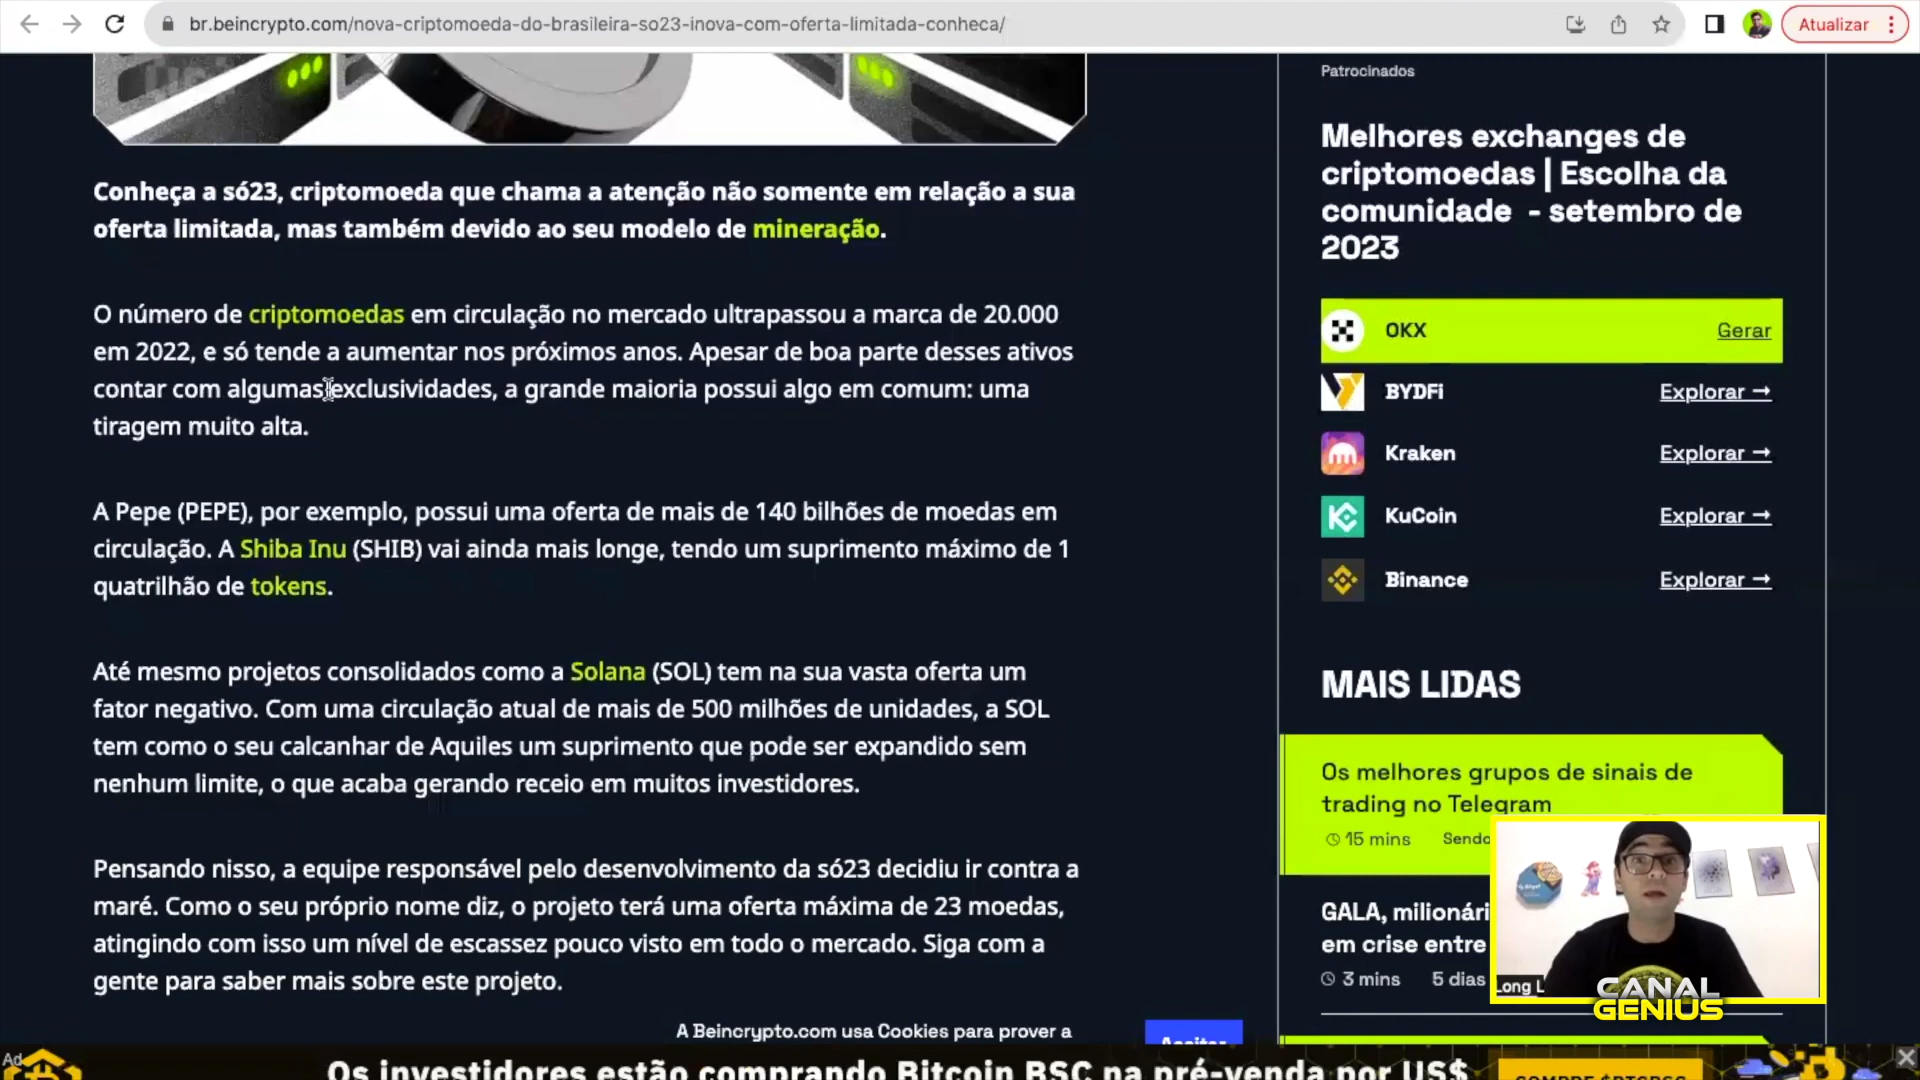 br.beincrypto.com/nova-criptomoeda-do-brasileira-so23-inova-com-oferta-limitada-conheca/
Atualizar
Conheça a só23, criptomoeda que chama a atenção não somente em relação a sua
oferta limitada, mas também devido ao seu modelo de mineração.
O número de criptomoedas em circulação no mercado ultrapassou a marca de 20.000
em 2022, e só tende a aumentar nos próximos anos. Apesar de boa parte desses ativos
contar com algumas exclusividades, a grande maioria possui algo em comum: uma
tiragem muito alta.
A Pepe (PEPE), por exemplo, possui uma oferta de mais de 140 bilhões de moedas em
circulação. A Shiba Inu (SHIB) vai ainda mais longe, tendo um suprimento máximo de 1
quatrilhão de tokens.
Até mesmo projetos consolidados como a Solana (SOL) tem na sua vasta oferta um
fator negativo. Com uma circulação atual de mais de 500 milhões de unidades, a SOL
tem como o seu calcanhar de Aquiles um suprimento que pode ser expandido sem
nenhum limite, o que acaba gerando receio em muitos investidores.
Pensando nisso, a equipe responsável pelo desenvolvimento da só23 decidiu ir contra a
maré. Como o seu próprio nome diz, o projeto terá uma oferta máxima de 23 moedas,
atingindo com isso um nível de escassez pouco visto em todo o mercado. Siga com a
gente para saber mais sobre este projeto.
Patrocinados
Melhores exchanges de
criptomoedas | Escolha da
comunidade - setembro de
2023
OKX Gerar
BYDFi Explorar →
Kraken Explorar →
KuCoin Explorar →
Binance Explorar →
MAIS LIDAS
Os melhores grupos de sinais de
trading no Telegram
15 mins Sendo
GALA, milionári
em crise entre
3 mins 5 dias
Long L
CANAL
GENIUS
A Beincrypto.com usa Cookies para prover a
Aceitar
Ad
Os investidores estão comprando Bitcoin BSC na pré-venda por US$